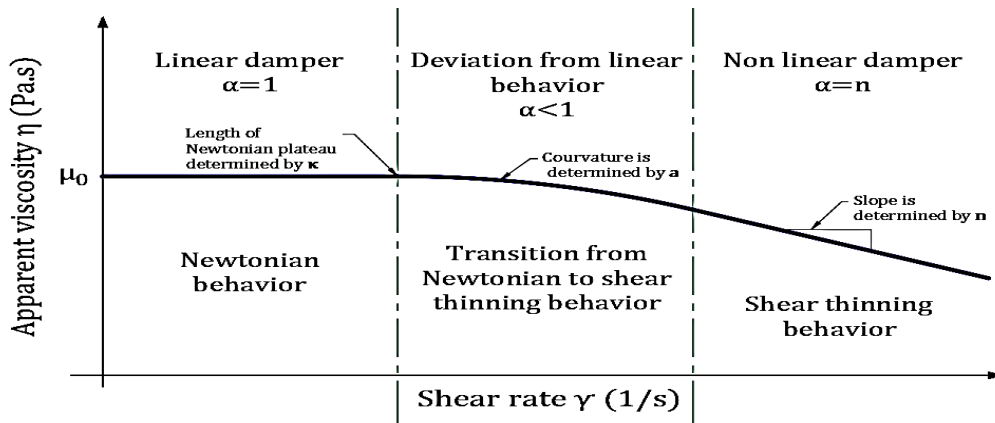 Apparent viscosity η (Pa.s)
μ0
Linear damper
α=1
Length of
Newtonian plateau
determined by κ
Newtonian
behavior
Deviation from linear
behavior
α<1
Courvature is
determined by a
Transition from
Newtonian to shear
thinning behavior
Non linear damper
α=n
Slope is
determined by n
Shear thinning
behavior
Shear rate γ (1/s)